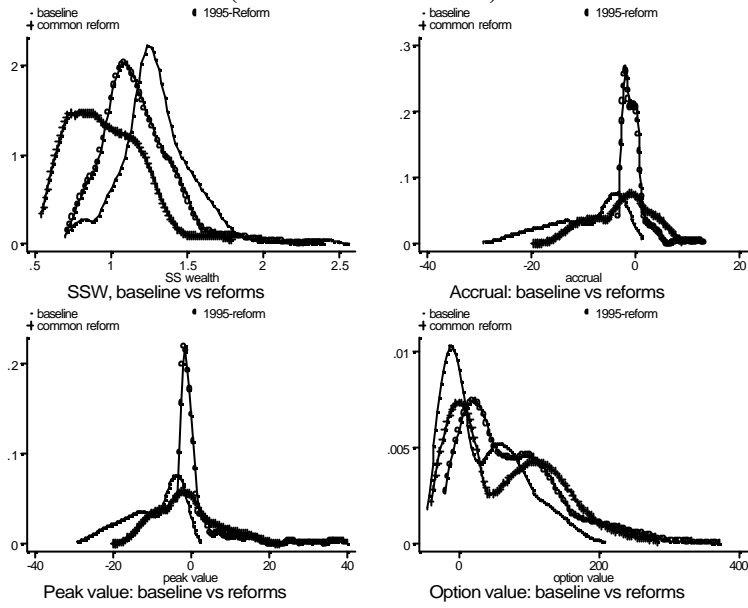 · baseline  1995-Reform
+ common reform
2
1
0
.5 1 1.5 2 2.5
SS wealth
SSW, baseline vs reforms
· baseline  1995-reform
+ common reform
.3
.2
.1
0
-40 -20 0 20
accrual
Accrual: baseline vs reforms
· baseline  1995-reform
+ common reform
.2
.1
0
-40 -20 0 20 40
peak value
Peak value: baseline vs reforms
· baseline  1995-reform
+ common reform
.01
.005
0
0 200 400
option value
Option value: baseline vs reforms